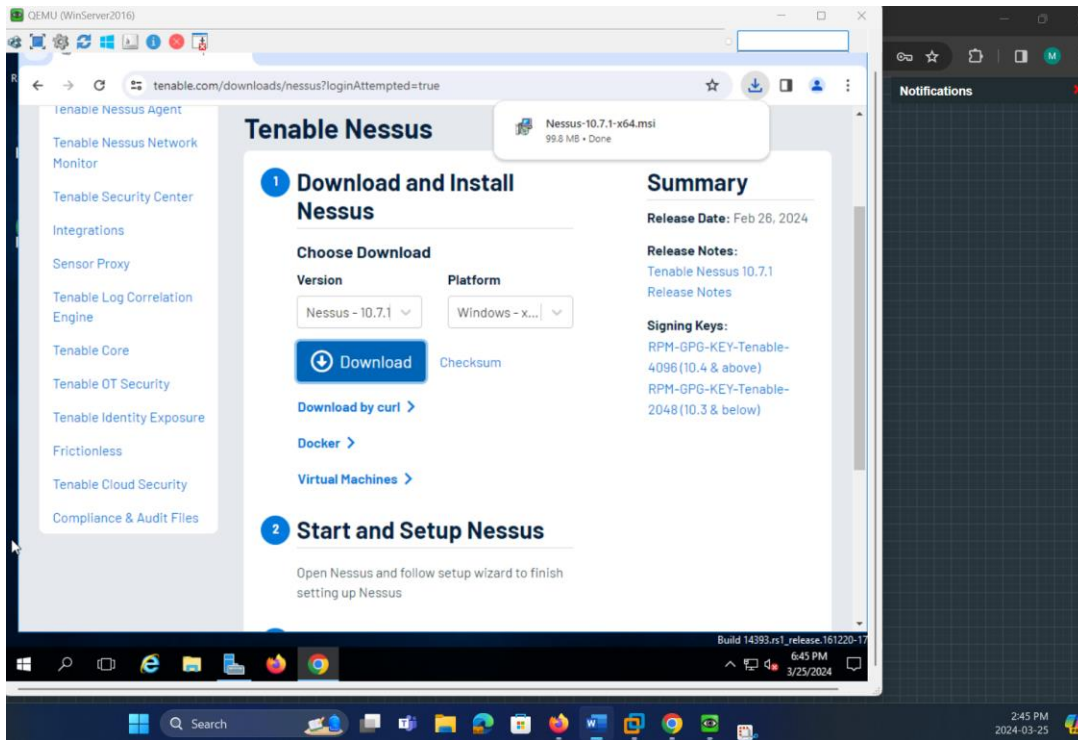 QEMU (WinServer2016)
tenable.com/downloads/nessus?loginAttempted=true
M
Notifications
Nessus-10.7.1-x64.msi
99.8 MB • Done
Tenable Nessus Agent
Tenable Nessus Network
Monitor
Tenable Security Center
Integrations
Sensor Proxy
Tenable Log Correlation
Engine
Tenable Core
Tenable OT Security
Tenable Identity Exposure
Frictionless
Tenable Cloud Security
Compliance & Audit Files
Tenable Nessus
1 Download and Install
Nessus
Choose Download
Version Platform
Nessus - 10.7.1 Windows - x...
Download Checksum
Download by curl
Docker
Virtual Machines
2 Start and Setup Nessus
Open Nessus and follow setup wizard to finish
setting up Nessus
Summary
Release Date: Feb 26, 2024
Release Notes:
Tenable Nessus 10.7.1
Release Notes
Signing Keys:
RPM-GPG-KEY-Tenable-
4096 (10.4 & above)
RPM-GPG-KEY-Tenable-
2048 (10.3 & below)
Build 14393.rs1_release.161220-17
6:45 PM
3/25/2024
Search
2:45 PM
2024-03-25